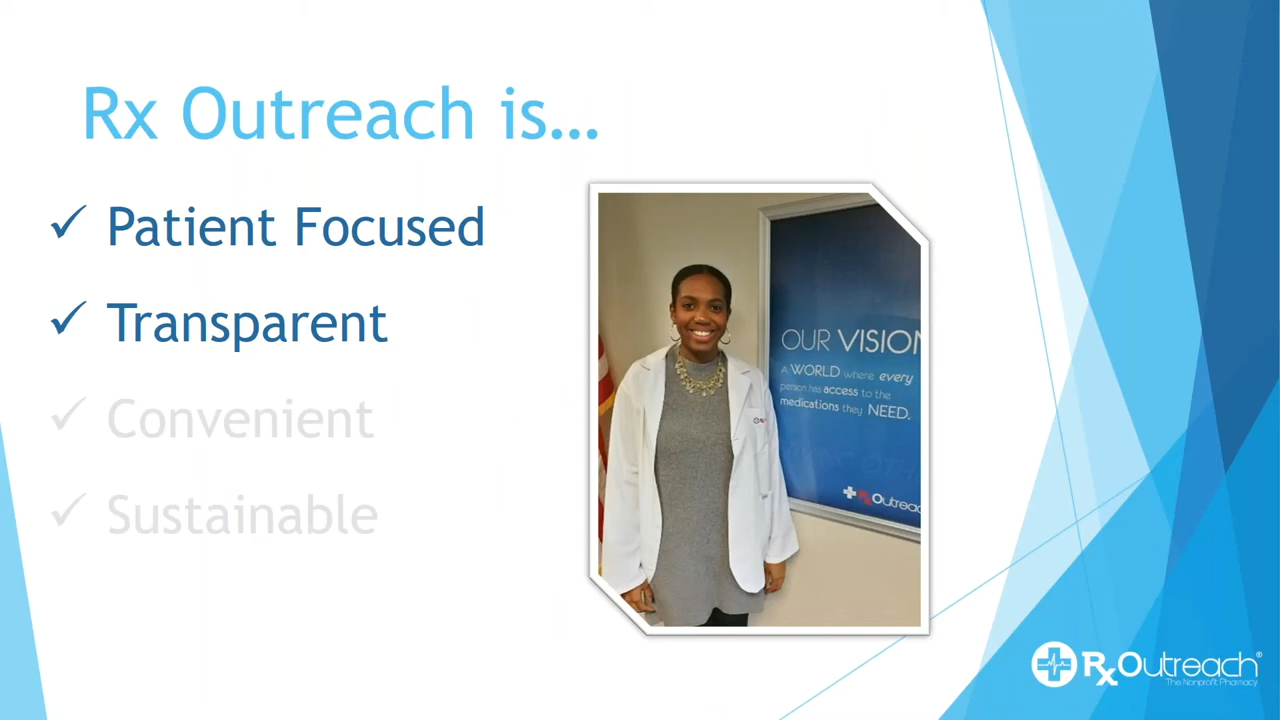 Rx Outreach is...
✓ Patient Focused
✓ Transparent
✓ Convenient
✓ Sustainable
OUR VISION
A WORLD where every
person has access to the
medications they NEED.
RxOutreach
RxOutreach®
The Nonprofit Pharmacy